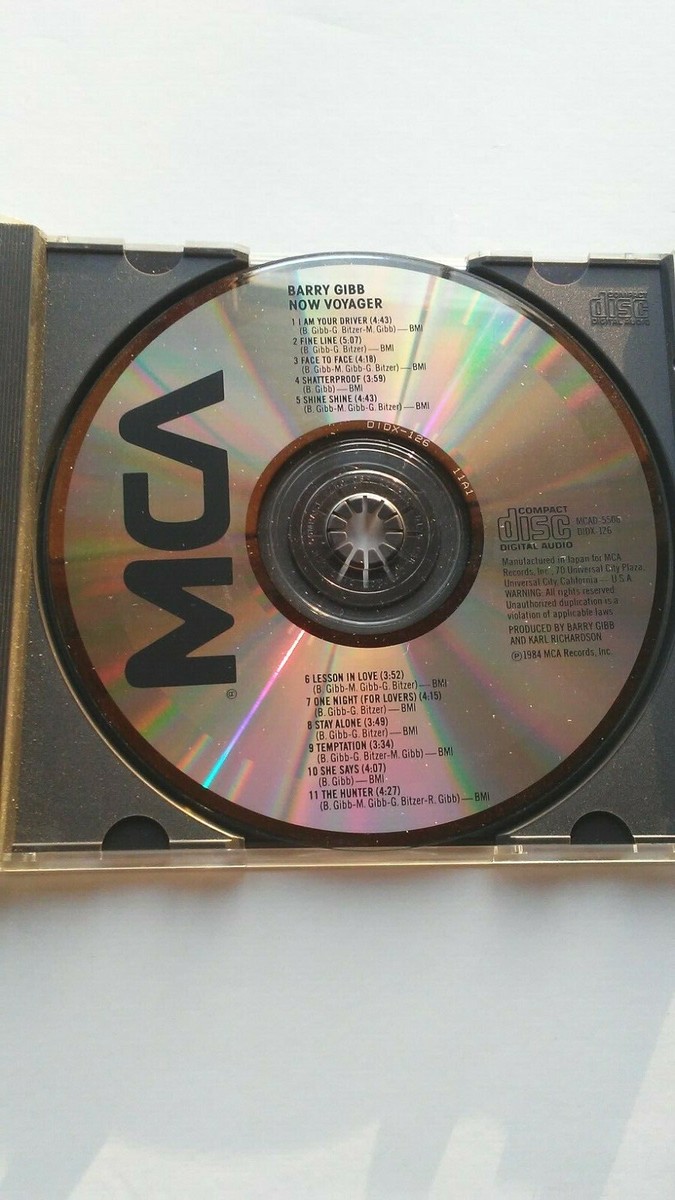 BARRY GIBB
NOW VOYAGER
1 I AM YOUR DRIVER (4:43)
(B. Gibb-G. Bitzer-M. Gibb)—BMI
2 FINE LINE (5:07)
(B. Gibb-G. Bitzer)—BMI
3 FACE TO FACE (4:18)
(B. Gibb-M. Gibb-G. Bitzer)—BMI
4 SHATTERPROOF (3:59)
(B. Gibb)—BMI
5 SHINE SHINE (4:43)
(B. Gibb-M. Gibb-G. Bitzer)—BMI
DIDX-126 11A1
MCA
®
COMPACT
disc
DIGITAL AUDIO
COMPACT
disc
DIGITAL AUDIO
DIDX-126
Manufactured in Japan for MCA
Records, Inc., 70 Universal City Plaza,
Universal City, California — U.S.A.
WARNING: All rights reserved.
Unauthorized duplication is a
violation of applicable laws.
PRODUCED BY BARRY GIBB
AND KARL RICHARDSON
℗1984 MCA Records, Inc.
6 LESSON IN LOVE (3:52)
(B. Gibb-M. Gibb-G. Bitzer)—BMI
7 ONE NIGHT (FOR LOVERS) (4:15)
(B. Gibb-G. Bitzer)—BMI
8 STAY ALONE (3:49)
(B. Gibb-G. Bitzer)—BMI
9 TEMPTATION (3:34)
(B. Gibb-G. Bitzer-M. Gibb)—BMI
10 SHE SAYS (4:07)
(B. Gibb)—BMI
11 THE HUNTER (4:27)
(B. Gibb-M. Gibb-G. Bitzer-R. Gibb)—BMI